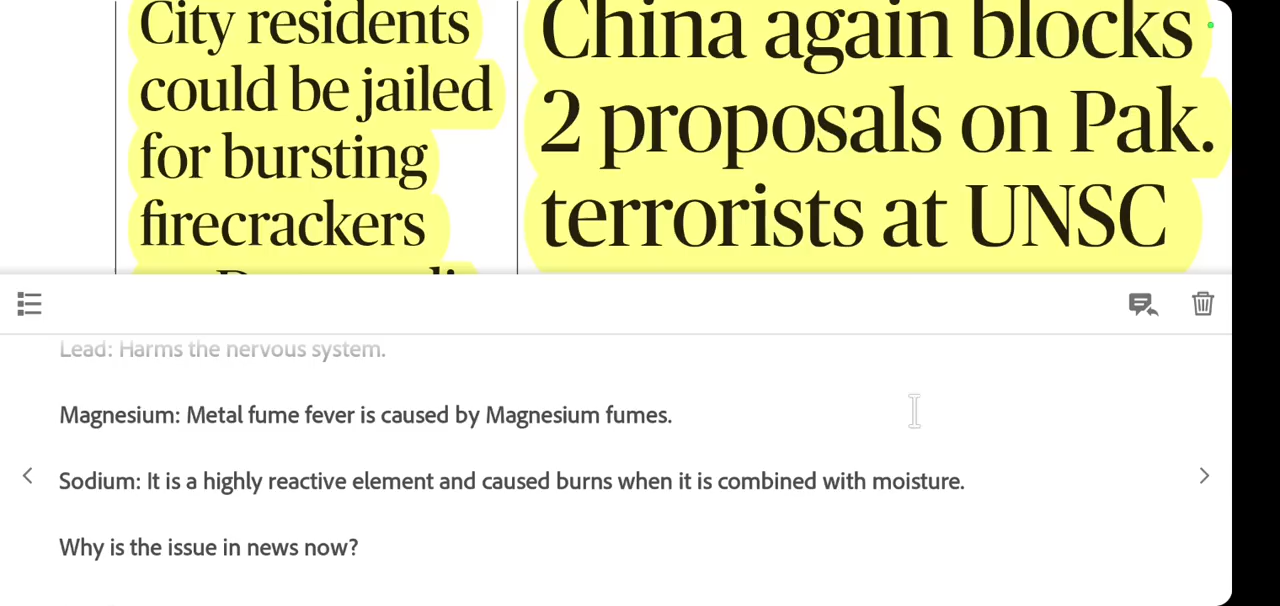 City residents
could be jailed
for bursting
firecrackers
China again blocks
2 proposals on Pak.
terrorists at UNSC
Lead: Harms the nervous system.
Magnesium: Metal fume fever is caused by Magnesium fumes.
Sodium: It is a highly reactive element and caused burns when it is combined with moisture.
Why is the issue in news now?